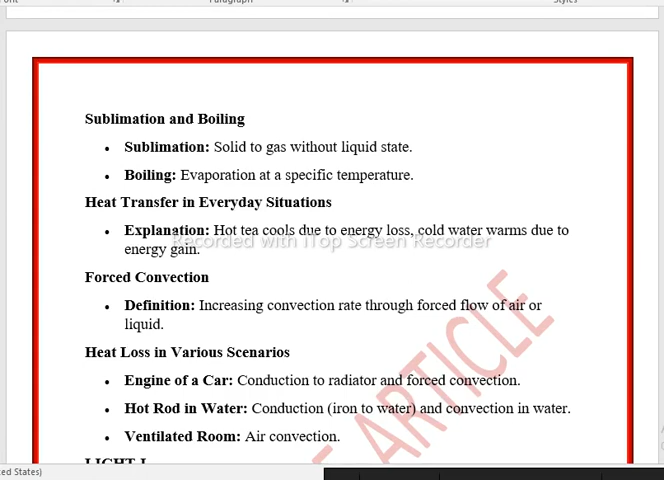 Sublimation and Boiling
• Sublimation: Solid to gas without liquid state.
• Boiling: Evaporation at a specific temperature.
Heat Transfer in Everyday Situations
• Explanation: Hot tea cools due to energy loss, cold water warms due to
energy gain.
Recorded with iTop Screen Recorder
Forced Convection
• Definition: Increasing convection rate through forced flow of air or
liquid.
Heat Loss in Various Scenarios
• Engine of a Car: Conduction to radiator and forced convection.
• Hot Rod in Water: Conduction (iron to water) and convection in water.
• Ventilated Room: Air convection.
ARTICLE
LIGHT I
ed States)